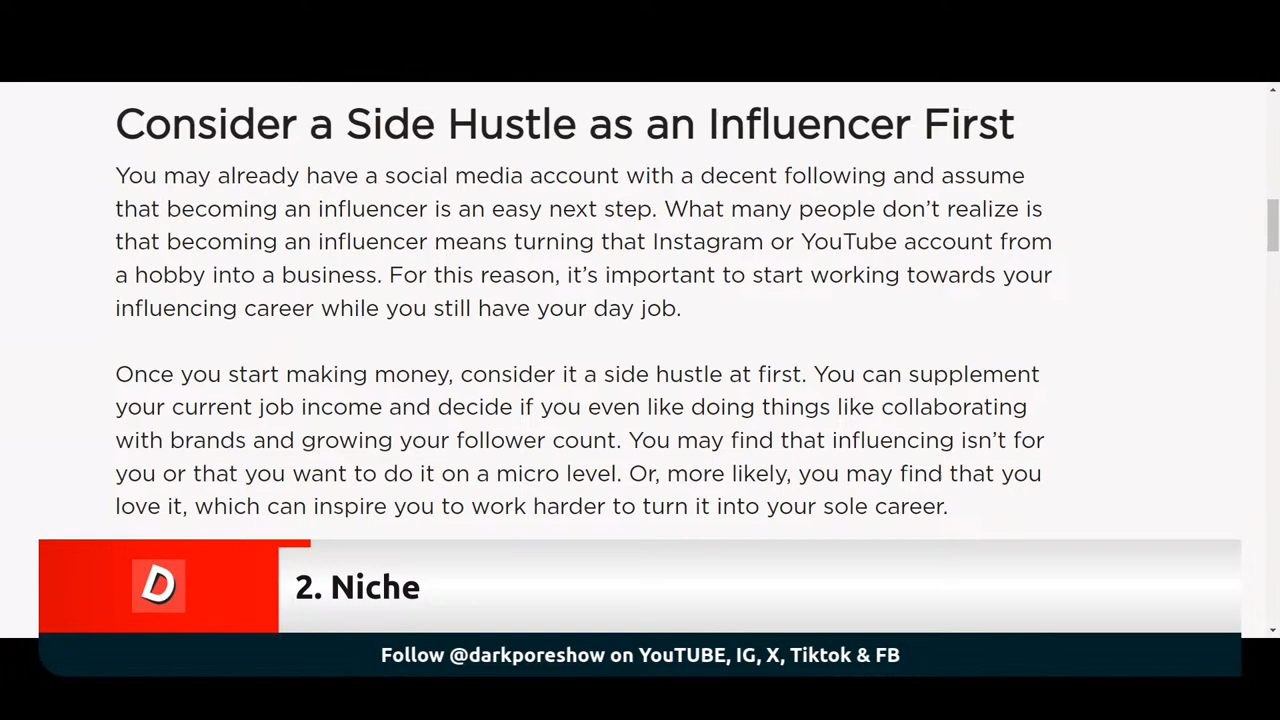 Consider a Side Hustle as an Influencer First
You may already have a social media account with a decent following and assume
that becoming an influencer is an easy next step. What many people don’t realize is
that becoming an influencer means turning that Instagram or YouTube account from
a hobby into a business. For this reason, it’s important to start working towards your
influencing career while you still have your day job.
Once you start making money, consider it a side hustle at first. You can supplement
your current job income and decide if you even like doing things like collaborating
with brands and growing your follower count. You may find that influencing isn’t for
you or that you want to do it on a micro level. Or, more likely, you may find that you
love it, which can inspire you to work harder to turn it into your sole career.
D
2. Niche
Follow @darkporeshow on YouTUBE, IG, X, Tiktok & FB